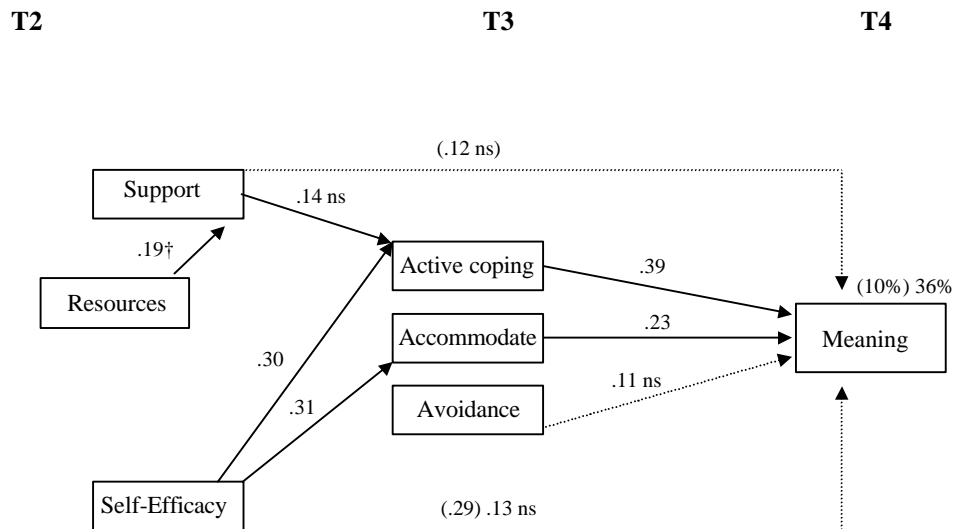 T2 T3 T4
(.12 ns)
Support
.14 ns
.19†
Active coping
.39
(10%) 36%
Resources
Accommodate
.23
Meaning
.30
.11 ns
Avoidance
.31
Self-Efficacy
(.29) .13 ns